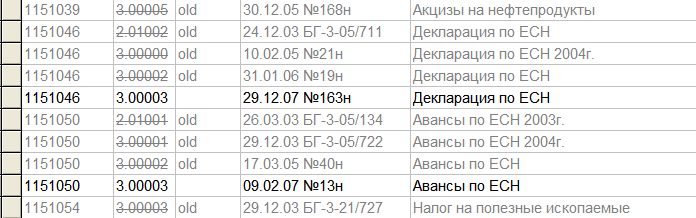 1151039 3.00005 old 30.12.05 №168н Акцизы на нефтепродукты
1151046 2.01002 old 24.12.03 БГ-3-05/711 Декларация по ЕСН
1151046 3.00000 old 10.02.05 №21н Декларация по ЕСН 2004г.
1151046 3.00002 old 31.01.06 №19н Декларация по ЕСН
1151046 3.00003 29.12.07 №163н Декларация по ЕСН
1151050 2.01001 old 26.03.03 БГ-3-05/134 Авансы по ЕСН 2003г.
1151050 3.00001 old 29.12.03 БГ-3-05/722 Авансы по ЕСН 2004г.
1151050 3.00002 old 17.03.05 №40н Авансы по ЕСН
1151050 3.00003 09.02.07 №13н Авансы по ЕСН
1151054 3.00003 old 29.12.03 БГ-3-21/727 Налог на полезные ископаемые